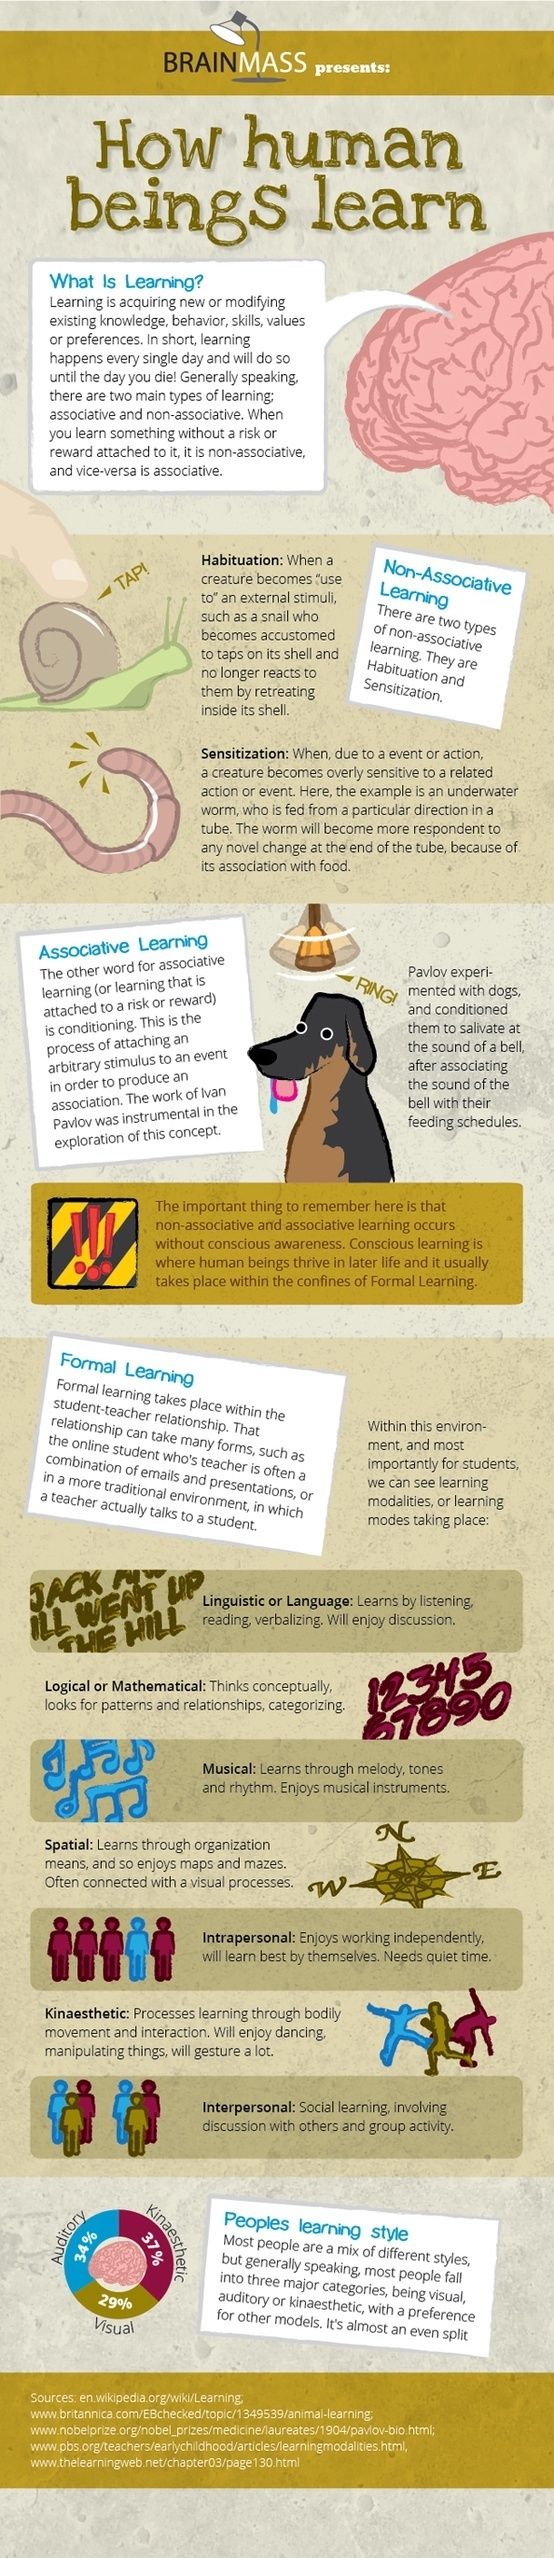 BRAINMASS presents:
How human
beings learn
What Is Learning?
Learning is acquiring new or modifying
existing knowledge, behavior, skills, values
or preferences. In short, learning
happens every single day and will do so
until the day you die! Generally speaking,
there are two main types of learning;
associative and non-associative. When
you learn something without a risk or
reward attached to it, it is non-associative,
and vice-versa is associative.
TAP!
Habituation: When a
creature becomes "use
to" an external stimuli,
such as a snail who
becomes accustomed
to taps on its shell and
no longer reacts to
them by retreating
inside its shell.
Non-Associative
Learning
There are two types
of non-associative
learning. They are
Habituation and
Sensitization.
Sensitization: When, due to a event or action,
a creature becomes overly sensitive to a related
action or event. Here, the example is an underwater
worm, who is fed from a particular direction in a
tube. The worm will become more respondent to
any novel change at the end of the tube, because of
its association with food.
Associative Learning
The other word for associative
learning (or learning that is
attached to a risk or reward)
is conditioning. This is the
process of attaching an
arbitrary stimulus to an event
in order to produce an
association. The work of Ivan
Pavlov was instrumental in the
exploration of this concept.
RING!
Pavlov experi-
mented with dogs,
and conditioned
them to salivate at
the sound of a bell,
after associating
the sound of the
bell with their
feeding schedules.
!!!
The important thing to remember here is that
non-associative and associative learning occurs
without conscious awareness. Conscious learning is
where human beings thrive in later life and it usually
takes place within the confines of Formal Learning.
Formal Learning
Formal learning takes place within the
student-teacher relationship. That
relationship can take many forms, such as
the online student who's teacher is often a
combination of emails and presentations, or
in a more traditional environment, in which
a teacher actually talks to a student.
Within this environ-
ment, and most
importantly for students,
we can see learning
modalities, or learning
modes taking place:
JACK AND
ILL WENT UP
THE HILL
Linguistic or Language: Learns by listening,
reading, verbalizing. Will enjoy discussion.
Logical or Mathematical: Thinks conceptually,
looks for patterns and relationships, categorizing.
12345
67890
Musical: Learns through melody, tones
and rhythm. Enjoys musical instruments.
Spatial: Learns through organization
means, and so enjoys maps and mazes.
Often connected with a visual processes.
N
W E
Intrapersonal: Enjoys working independently,
will learn best by themselves. Needs quiet time.
Kinaesthetic: Processes learning through bodily
movement and interaction. Will enjoy dancing,
manipulating things, will gesture a lot.
Interpersonal: Social learning, involving
discussion with others and group activity.
Auditory
34%
Kinaesthetic
37%
29%
Visual
Peoples learning style
Most people are a mix of different styles,
but generally speaking, most people fall
into three major categories, being visual,
auditory or kinaesthetic, with a preference
for other models. It's almost an even split
Sources: en.wikipedia.org/wiki/Learning;
www.britannica.com/EBchecked/topic/1349539/animal-learning;
www.nobelprize.org/nobel_prizes/medicine/laureates/1904/pavlov-bio.html;
www.pbs.org/teachers/earlychildhood/articles/learningmodalities.html,
www.thelearningweb.net/chapter03/page130.html